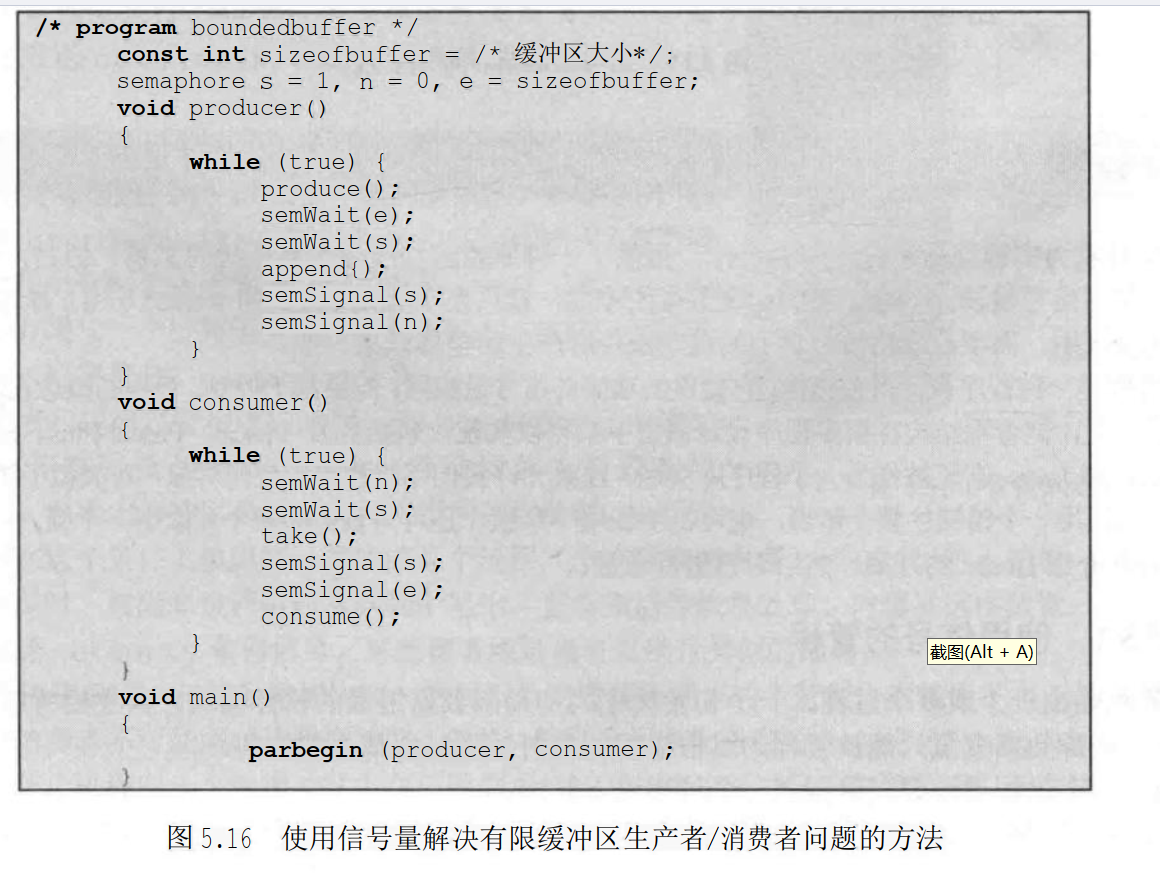 /* program boundedbuffer */
const int sizeofbuffer = /* 缓冲区大小*/;
semaphore s = 1, n = 0, e = sizeofbuffer;
void producer()
{
while (true) {
produce();
semWait(e);
semWait(s);
append{);
semSignal(s);
semSignal(n);
}
}
void consumer()
{
while (true) {
semWait(n);
semWait(s);
take();
semSignal(s);
semSignal(e);
consume();
}
}
void main()
{
parbegin (producer, consumer);
}
截图(Alt + A)
图 5.16 使用信号量解决有限缓冲区生产者/消费者问题的方法